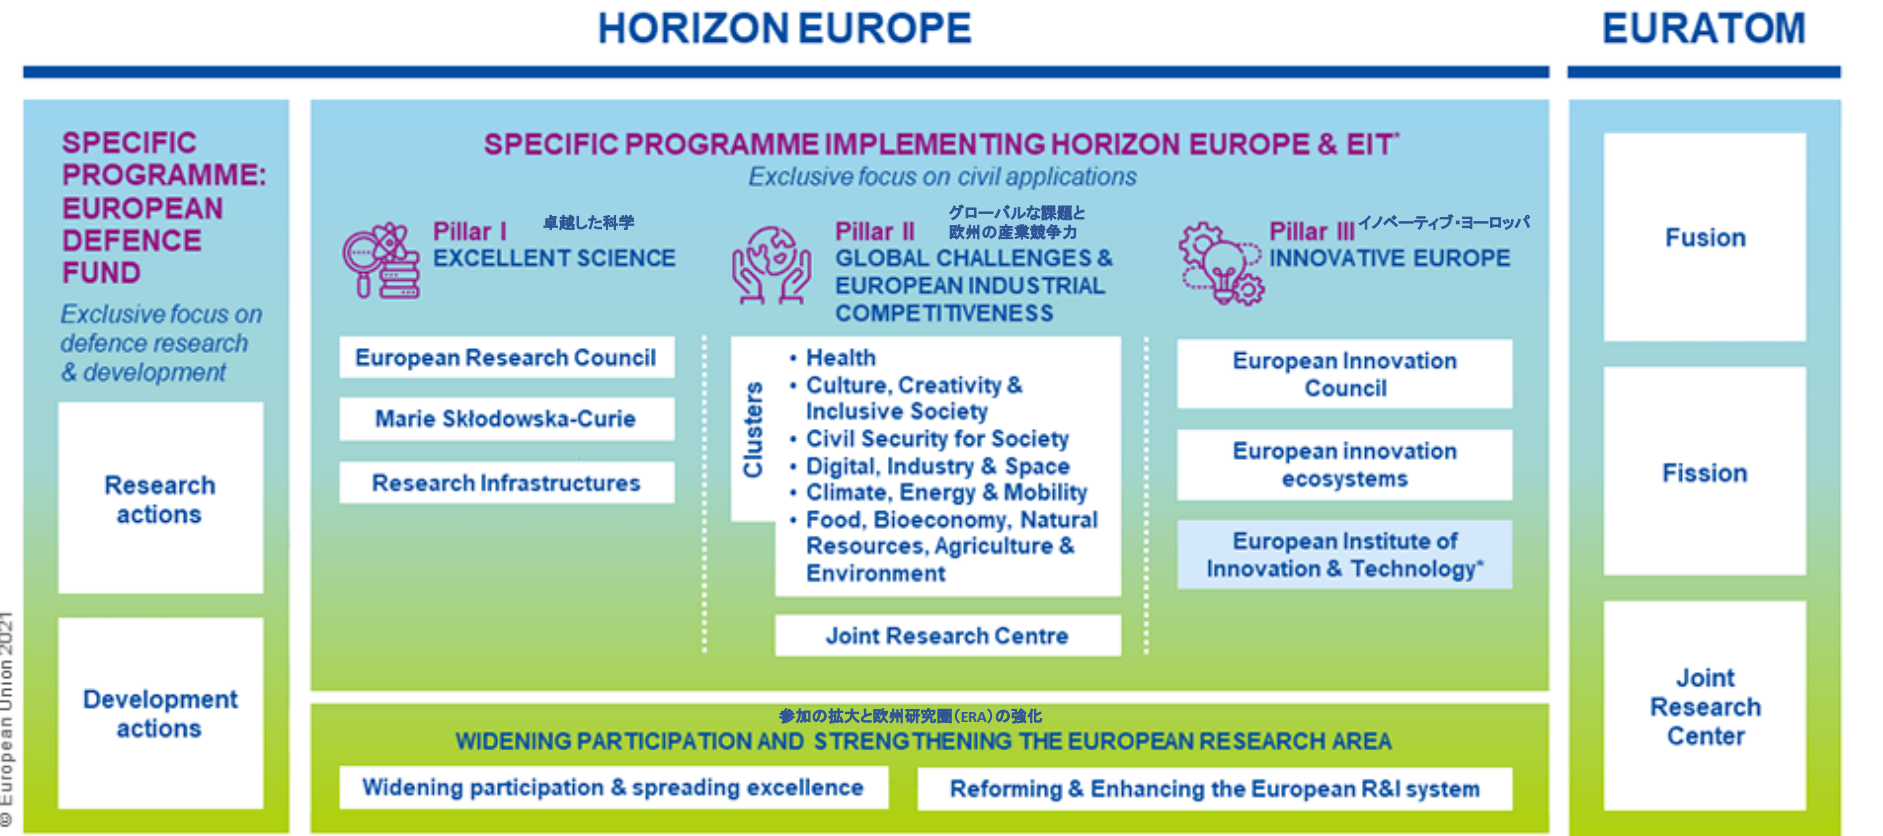 HORIZON EUROPE
EURATOM
SPECIFIC
PROGRAMME:
EUROPEAN
DEFENCE
FUND
Exclusive focus on
defence research
& development
Research
actions
Development
actions
SPECIFIC PROGRAMME IMPLEMENTING HORIZON EUROPE & EIT*
Exclusive focus on civil applications
Pillar I
卓越した科学
EXCELLENT SCIENCE
European Research Council
Marie Skłodowska-Curie
Research Infrastructures
グローバルな課題と
欧州の産業競争力
Pillar II
GLOBAL CHALLENGES &
EUROPEAN INDUSTRIAL
COMPETITIVENESS
Clusters
• Health
• Culture, Creativity &
Inclusive Society
• Civil Security for Society
• Digital, Industry & Space
• Climate, Energy & Mobility
• Food, Bioeconomy, Natural
Resources, Agriculture &
Environment
Joint Research Centre
Pillar III
イノベーティブ・ヨーロッパ
INNOVATIVE EUROPE
European Innovation
Council
European innovation
ecosystems
European Institute of
Innovation & Technology*
参加の拡大と欧州研究圏（ERA）の強化
WIDENING PARTICIPATION AND STRENGTHENING THE EUROPEAN RESEARCH AREA
Widening participation & spreading excellence
Reforming & Enhancing the European R&I system
Fusion
Fission
Joint
Research
Center
© European Union 2021